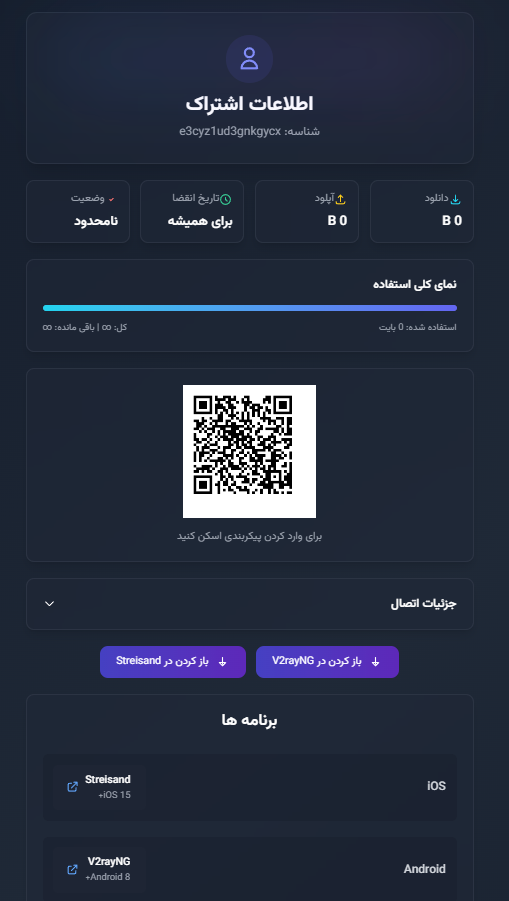 اطلاعات اشتراک
شناسه: e3cyz1ud3gnkgycx
دانلود
0 B
آپلود
0 B
تاریخ انقضا
برای همیشه
وضعیت
نامحدود
نمای کلی استفاده
استفاده شده: 0 بایت
کل: ∞ | باقی مانده: ∞
برای وارد کردن پیکربندی اسکن کنید
جزئیات اتصال
باز کردن در V2rayNG
باز کردن در Streisand
برنامه ها
iOS
Streisand
iOS 15+
Android
V2rayNG
Android 8+